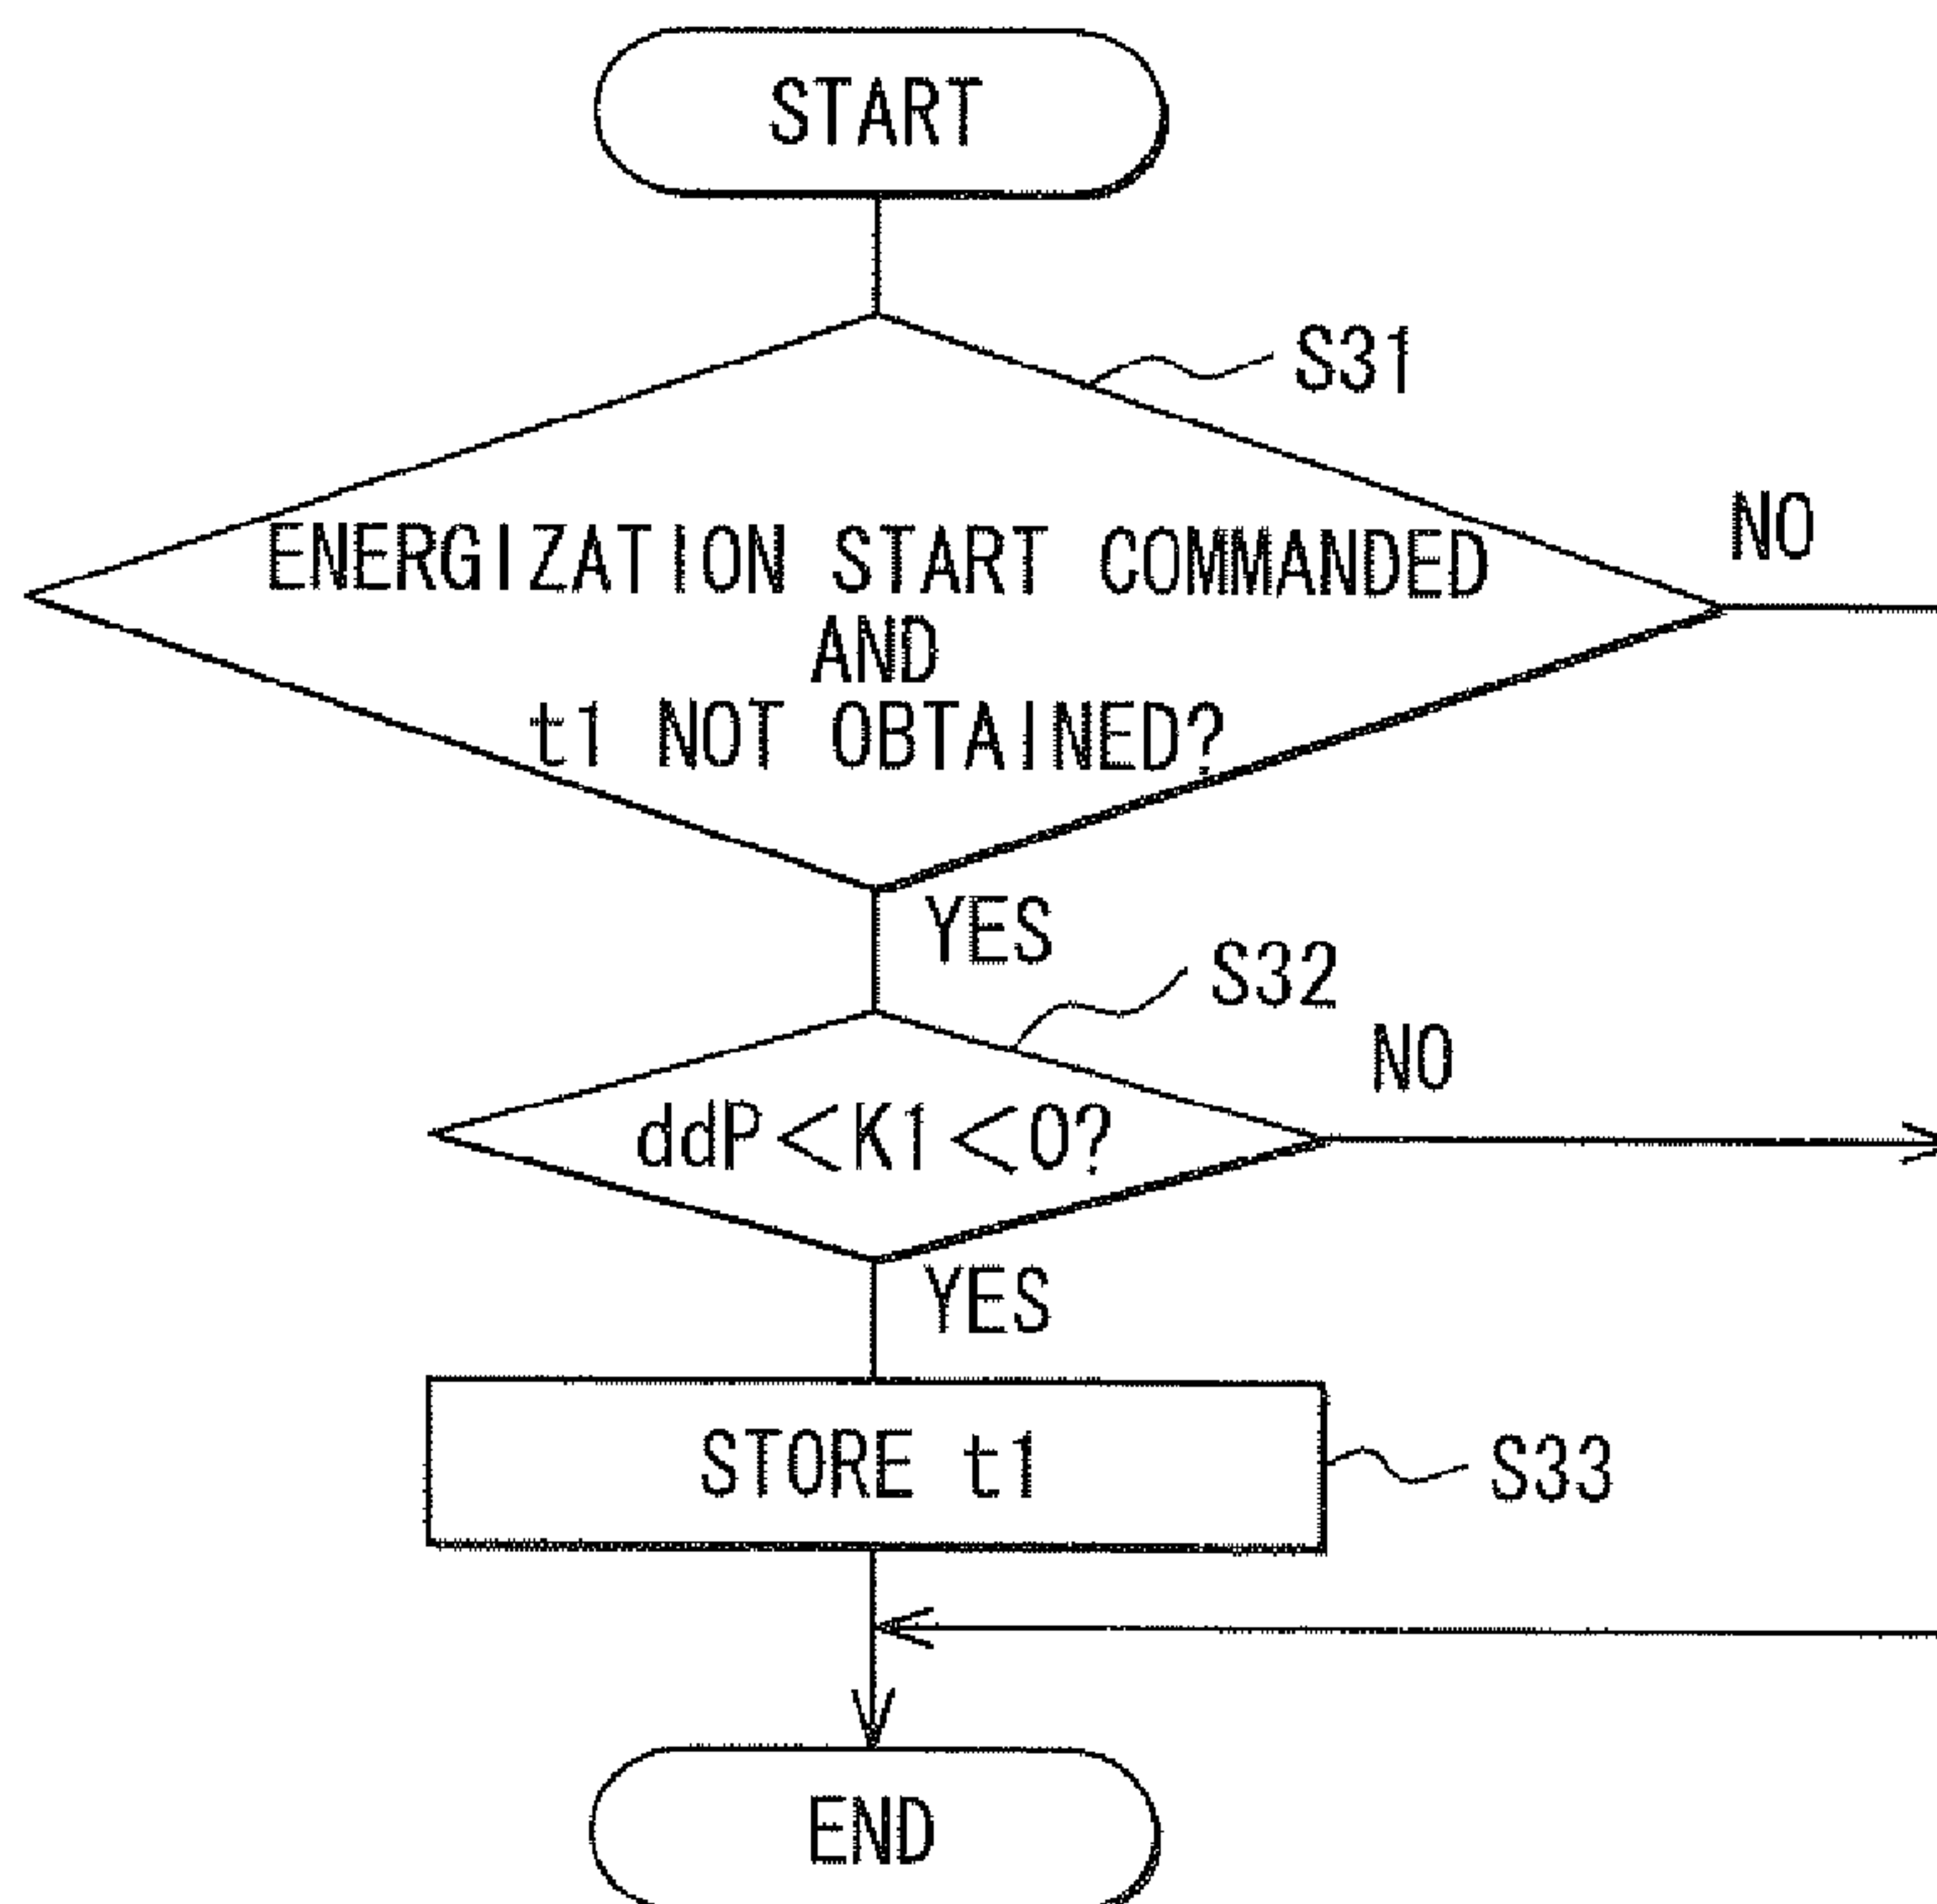 START
S31
ENERGIZATION START COMMANDED
AND
t1 NOT OBTAINED?
NO
YES
S32
NO
ddP<K1<0?
YES
STORE t1
S33
END